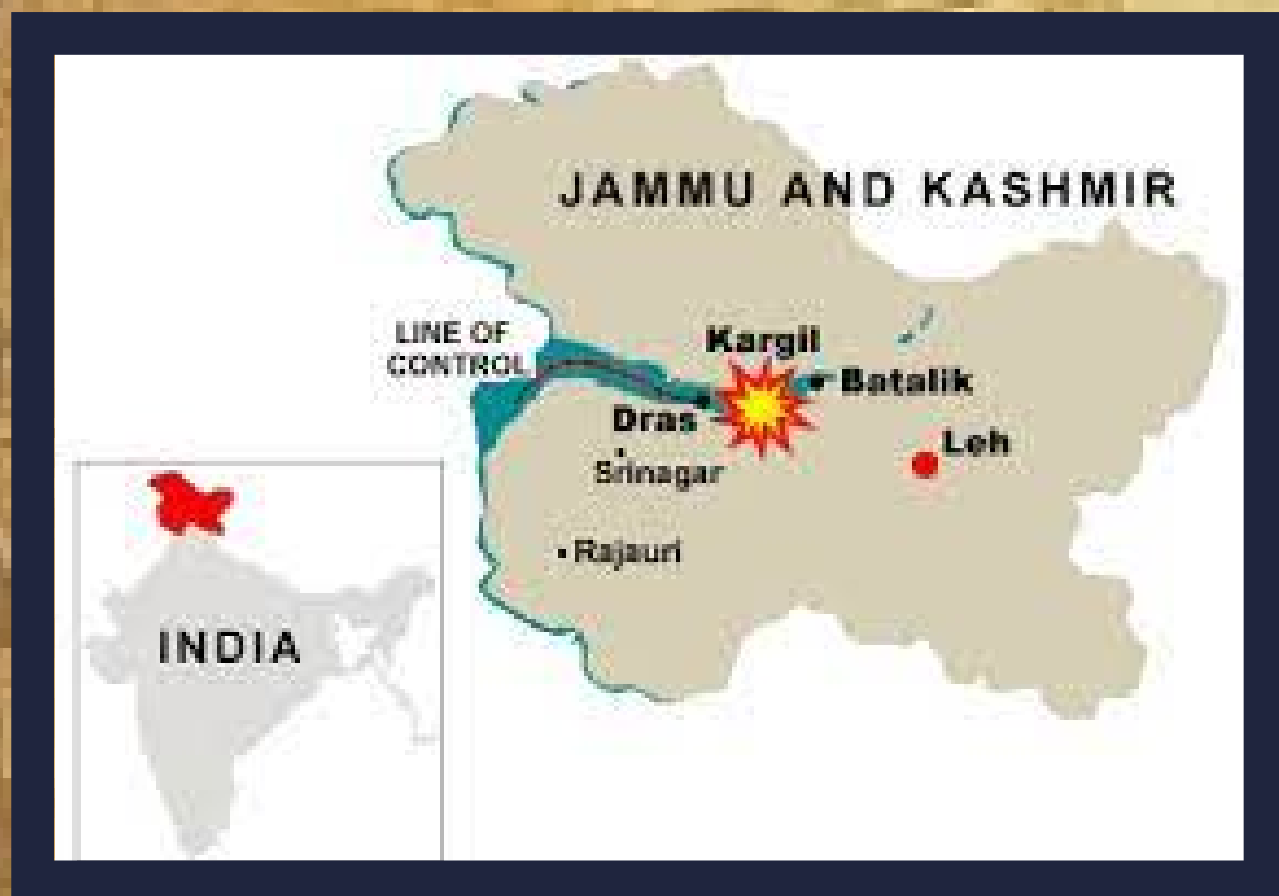 JAMMU AND KASHMIR
LINE OF
CONTROL
Kargil
Batalik
Dras
Leh
Srinagar
Rajauri
INDIA